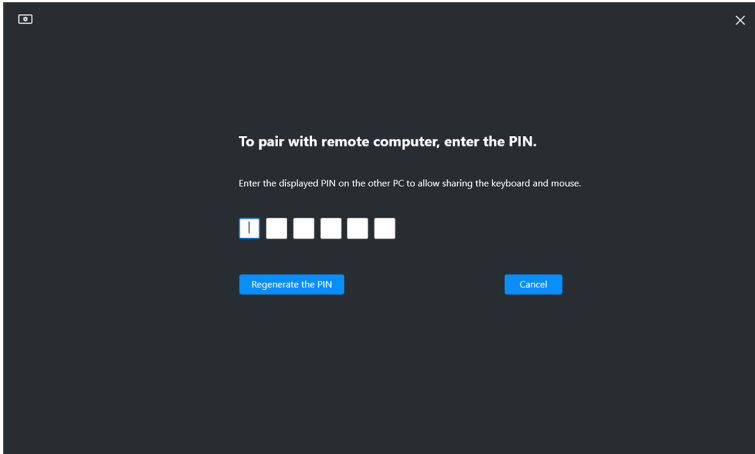 To pair with remote computer, enter the PIN.
Enter the displayed PIN on the other PC to allow sharing the keyboard and mouse.
Regenerate the PIN
Cancel